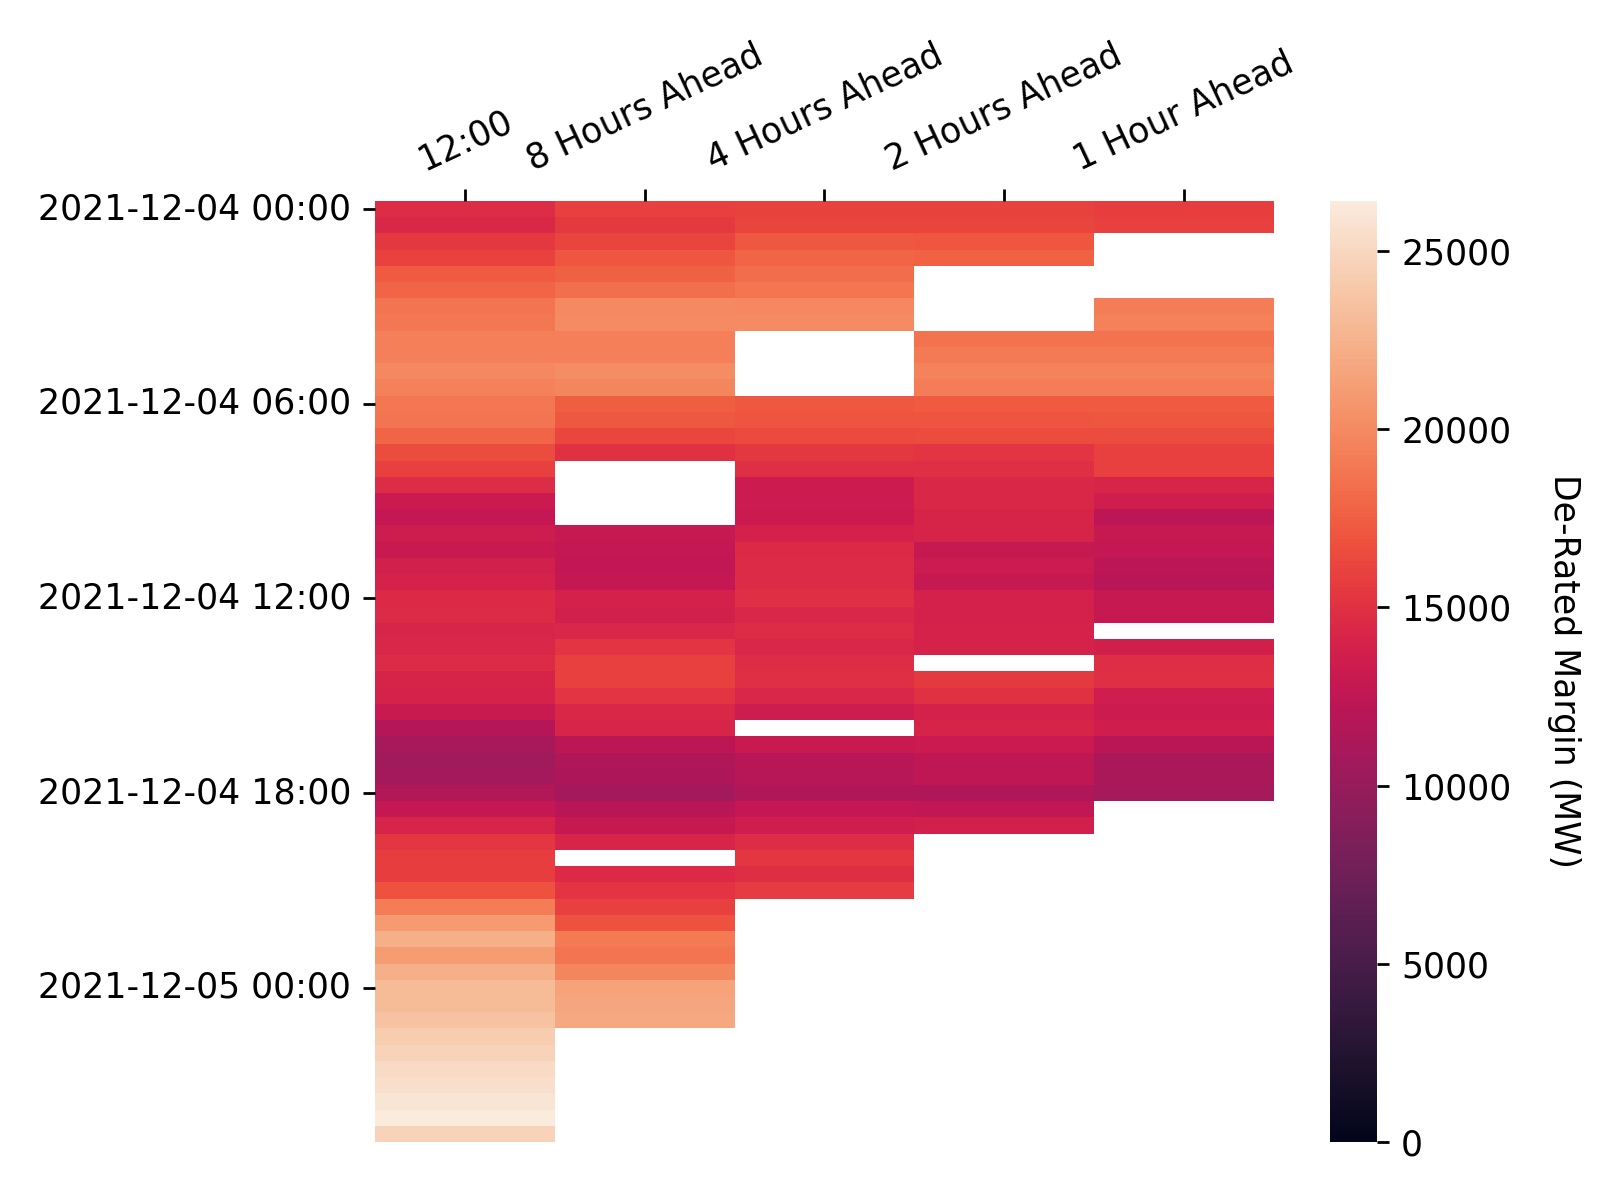 12:00
8 Hours Ahead
4 Hours Ahead
2 Hours Ahead
1 Hour Ahead
2021-12-04 00:00
2021-12-04 06:00
2021-12-04 12:00
2021-12-04 18:00
2021-12-05 00:00
25000
20000
15000
10000
5000
0
De-Rated Margin (MW)